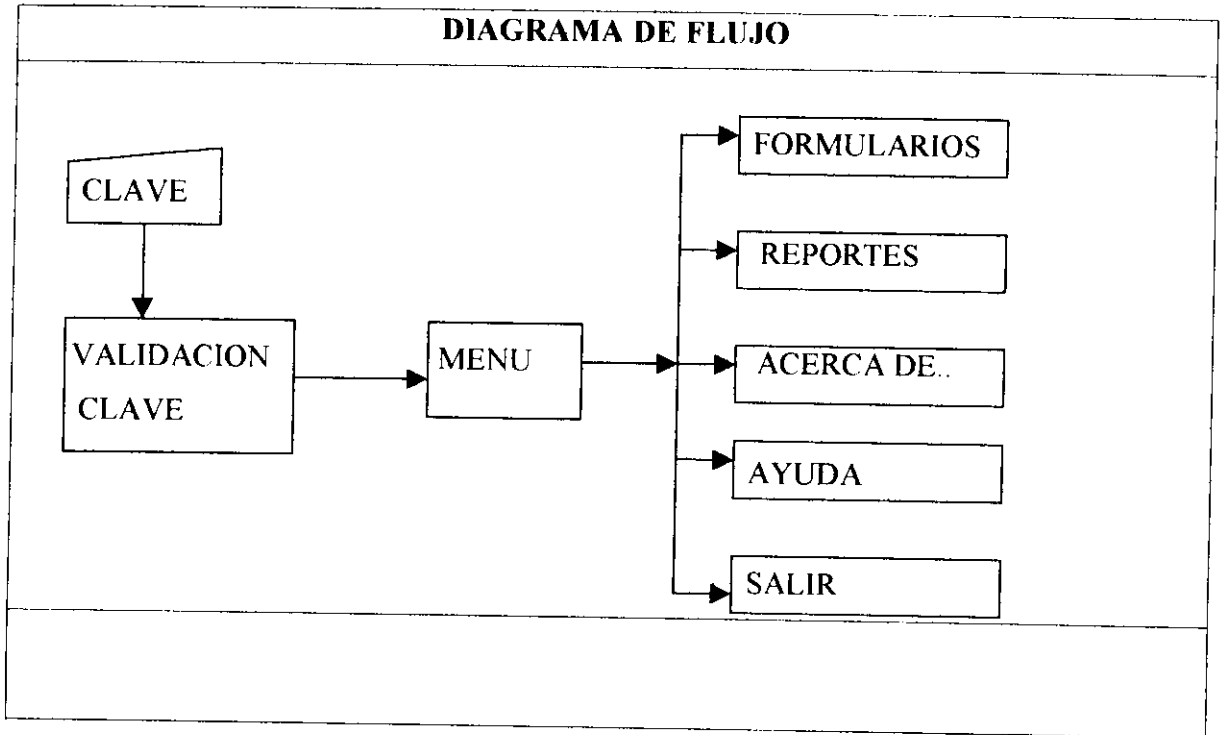 DIAGRAMA DE FLUJO
CLAVE
VALIDACION
CLAVE
MENU
FORMULARIOS
REPORTES
ACERCA DE..
AYUDA
SALIR